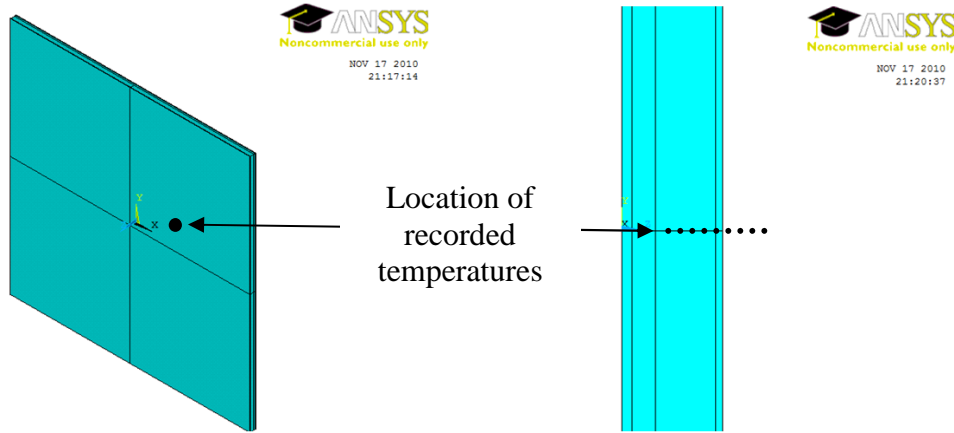 ANSYS
Noncommercial use only
NOV 17 2010
21:17:14
ANSYS
Noncommercial use only
NOV 17 2010
21:20:37
Location of
recorded
temperatures
Y
X
Y
X
Z